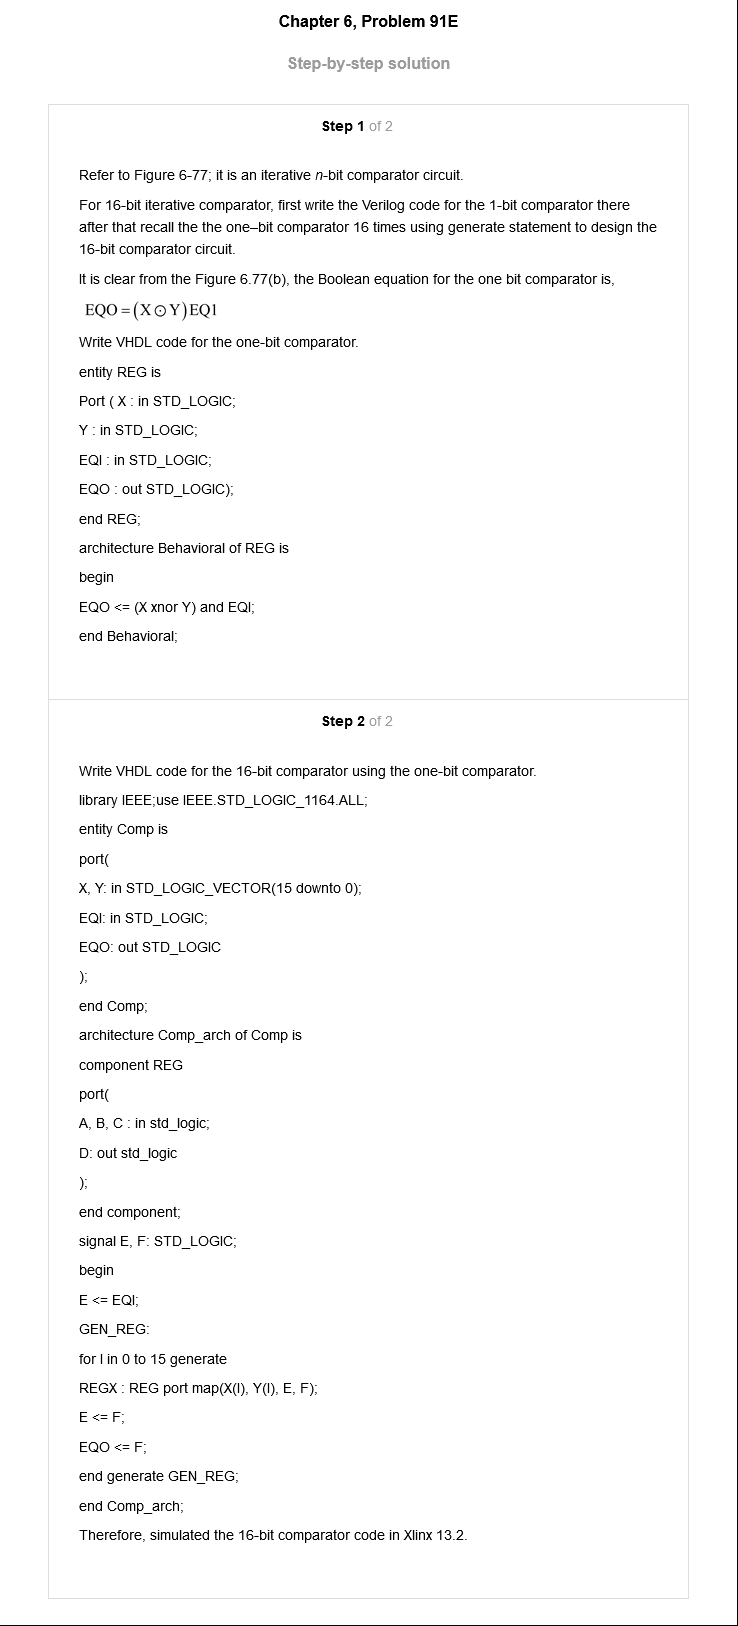 Chapter 6, Problem 91E
Step-by-step solution
Step 1 of 2
Refer to Figure 6-77; it is an iterative n-bit comparator circuit.
For 16-bit iterative comparator, first write the Verilog code for the 1-bit comparator there
after that recall the the one–bit comparator 16 times using generate statement to design the
16-bit comparator circuit.
It is clear from the Figure 6.77(b), the Boolean equation for the one bit comparator is,
EQO = (X ⊙ Y) EQ1
Write VHDL code for the one-bit comparator.
entity REG is
Port ( X : in STD_LOGIC;
Y : in STD_LOGIC;
EQI : in STD_LOGIC;
EQO : out STD_LOGIC);
end REG;
architecture Behavioral of REG is
begin
EQO <= (X xnor Y) and EQI;
end Behavioral;
Step 2 of 2
Write VHDL code for the 16-bit comparator using the one-bit comparator.
library IEEE;use IEEE.STD_LOGIC_1164.ALL;
entity Comp is
port(
X, Y: in STD_LOGIC_VECTOR(15 downto 0);
EQI: in STD_LOGIC;
EQO: out STD_LOGIC
);
end Comp;
architecture Comp_arch of Comp is
component REG
port(
A, B, C : in std_logic;
D: out std_logic
);
end component;
signal E, F: STD_LOGIC;
begin
E <= EQI;
GEN_REG:
for I in 0 to 15 generate
REGX : REG port map(X(I), Y(I), E, F);
E <= F;
EQO <= F;
end generate GEN_REG;
end Comp_arch;
Therefore, simulated the 16-bit comparator code in Xlinx 13.2.